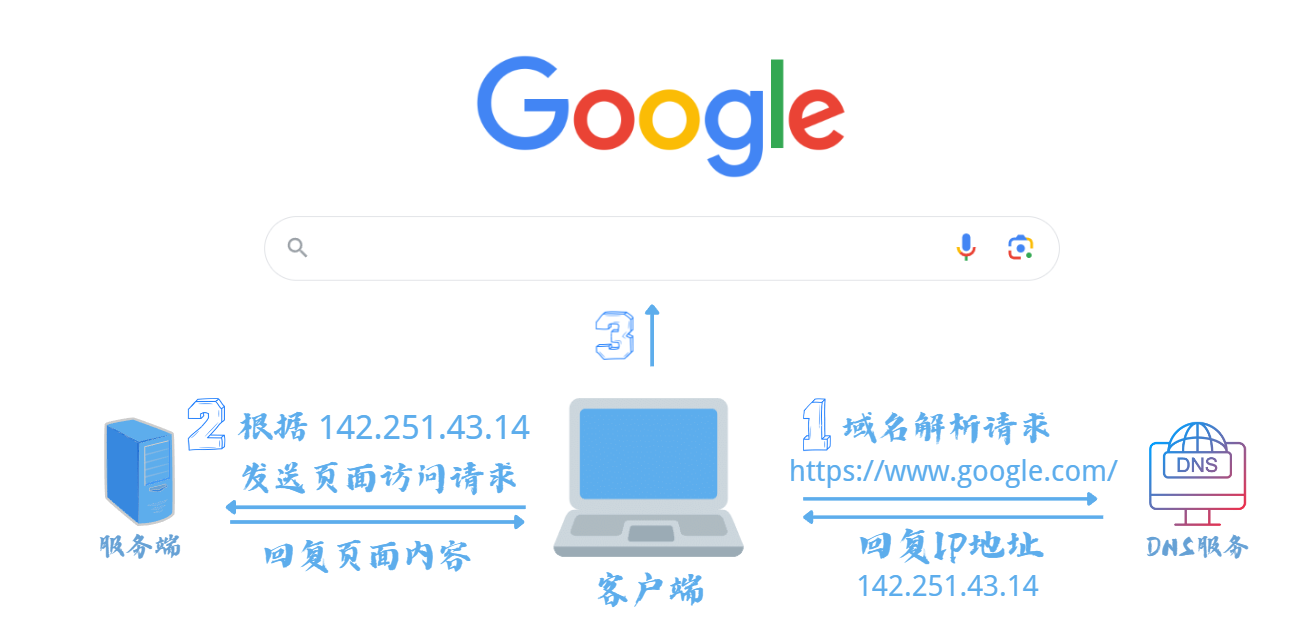 Google
3
2
根据 142.251.43.14
发送页面访问请求
回复页面内容
服务端
客户端
1
域名解析请求
https://www.google.com/
回复IP地址
142.251.43.14
DNS
DNS服务